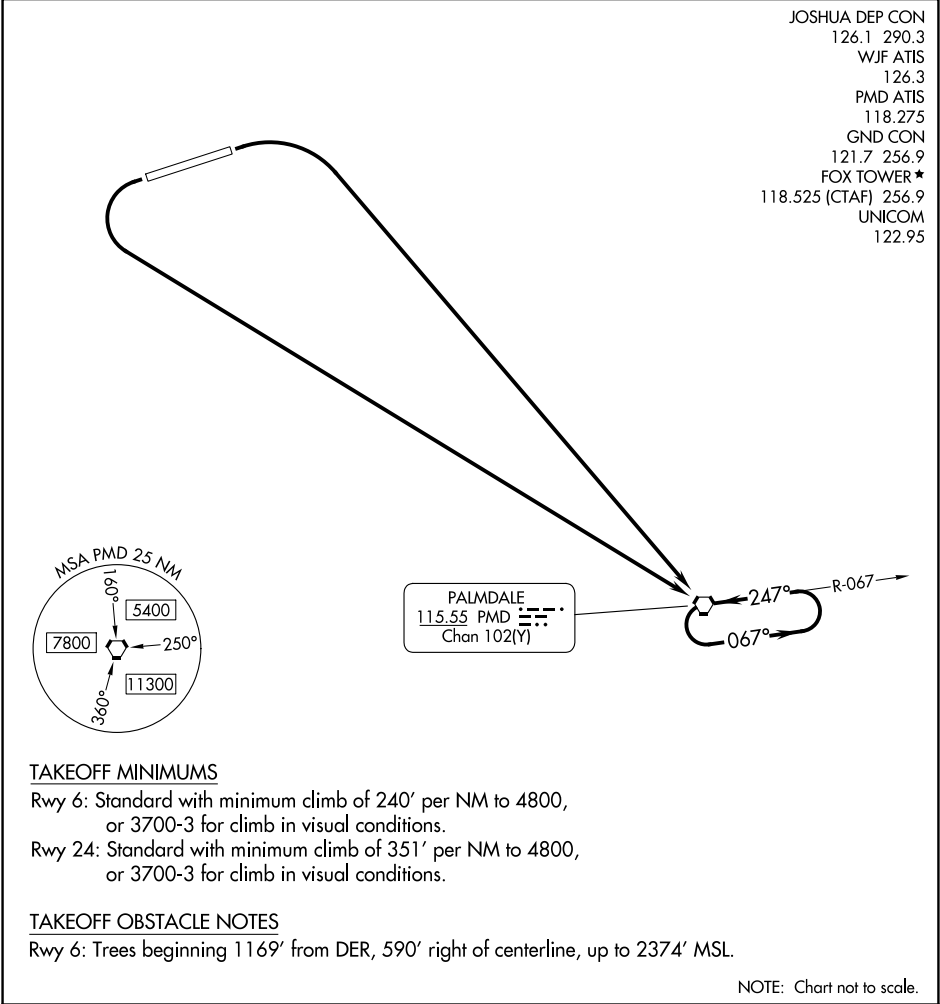 JOSHUA DEP CON
126.1 290.3
WJF ATIS
126.3
PMD ATIS
118.275
GND CON
121.7 256.9
FOX TOWER★
118.525 (CTAF) 256.9
UNICOM
122.95
MSA PMD 25 NM
160°
5400
7800
250°
11300
360°
PALMDALE
115.55 PMD
Chan 102(Y)
247°
R-067
067°
TAKEOFF MINIMUMS
Rwy 6: Standard with minimum climb of 240' per NM to 4800,
or 3700-3 for climb in visual conditions.
Rwy 24: Standard with minimum climb of 351' per NM to 4800,
or 3700-3 for climb in visual conditions.
TAKEOFF OBSTACLE NOTES
Rwy 6: Trees beginning 1169' from DER, 590' right of centerline, up to 2374' MSL.
NOTE: Chart not to scale.